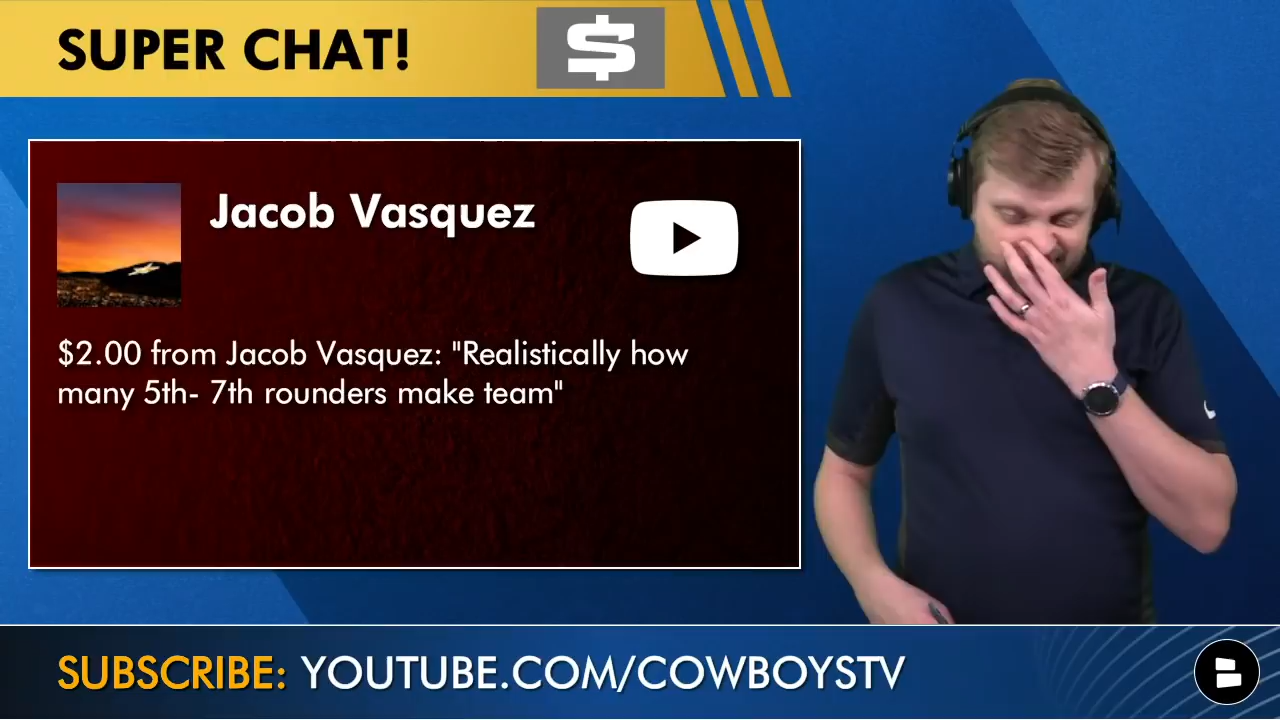 SUPER CHAT!
Jacob Vasquez
$2.00 from Jacob Vasquez: "Realistically how
many 5th- 7th rounders make team"
SUBSCRIBE: YOUTUBE.COM/COWBOYSTV